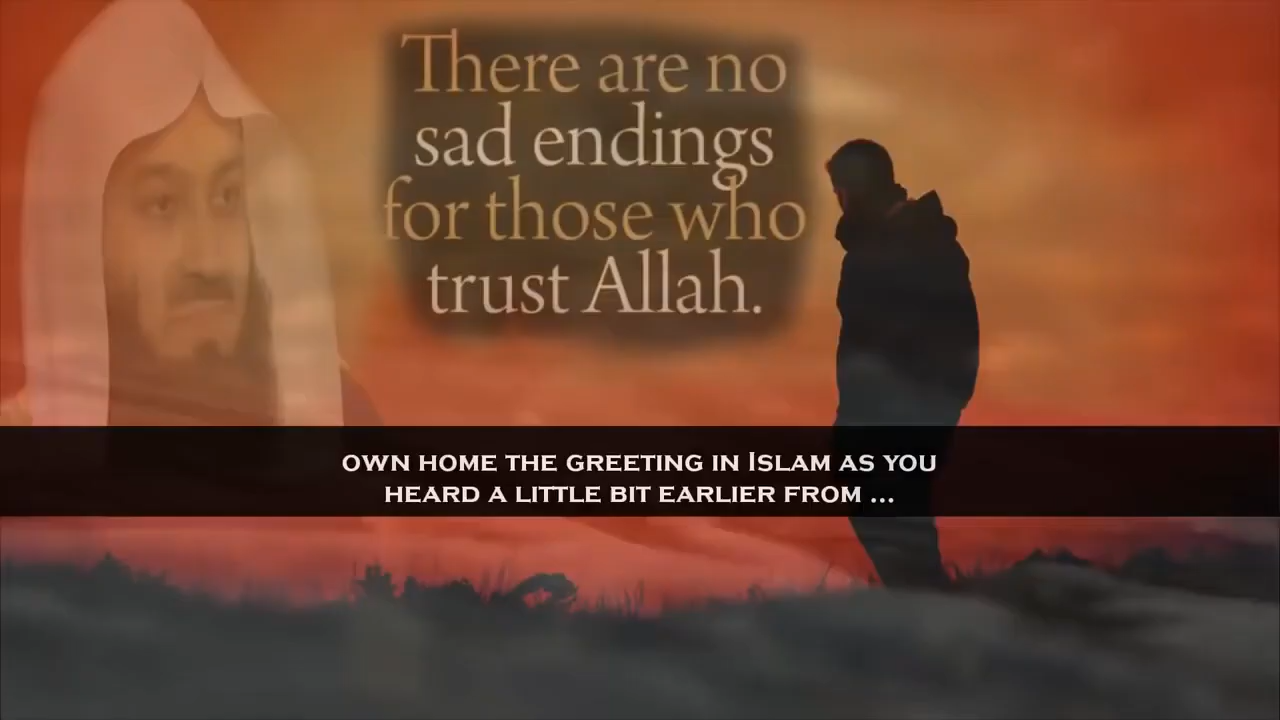 There are no
sad endings
for those who
trust Allah.
OWN HOME THE GREETING IN ISLAM AS YOU
HEARD A LITTLE BIT EARLIER FROM ...